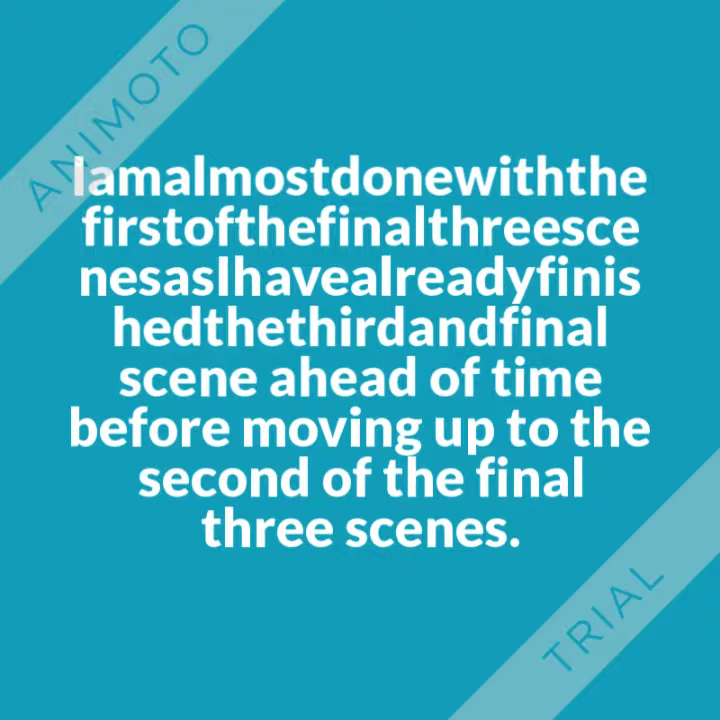 ANIMOTO
Iamalmostdonewiththe
firstofthefinalthreesce
nesasIhavealreadyfinis
hedthethirdandfinal
scene ahead of time
before moving up to the
second of the final
three scenes.
TRIAL